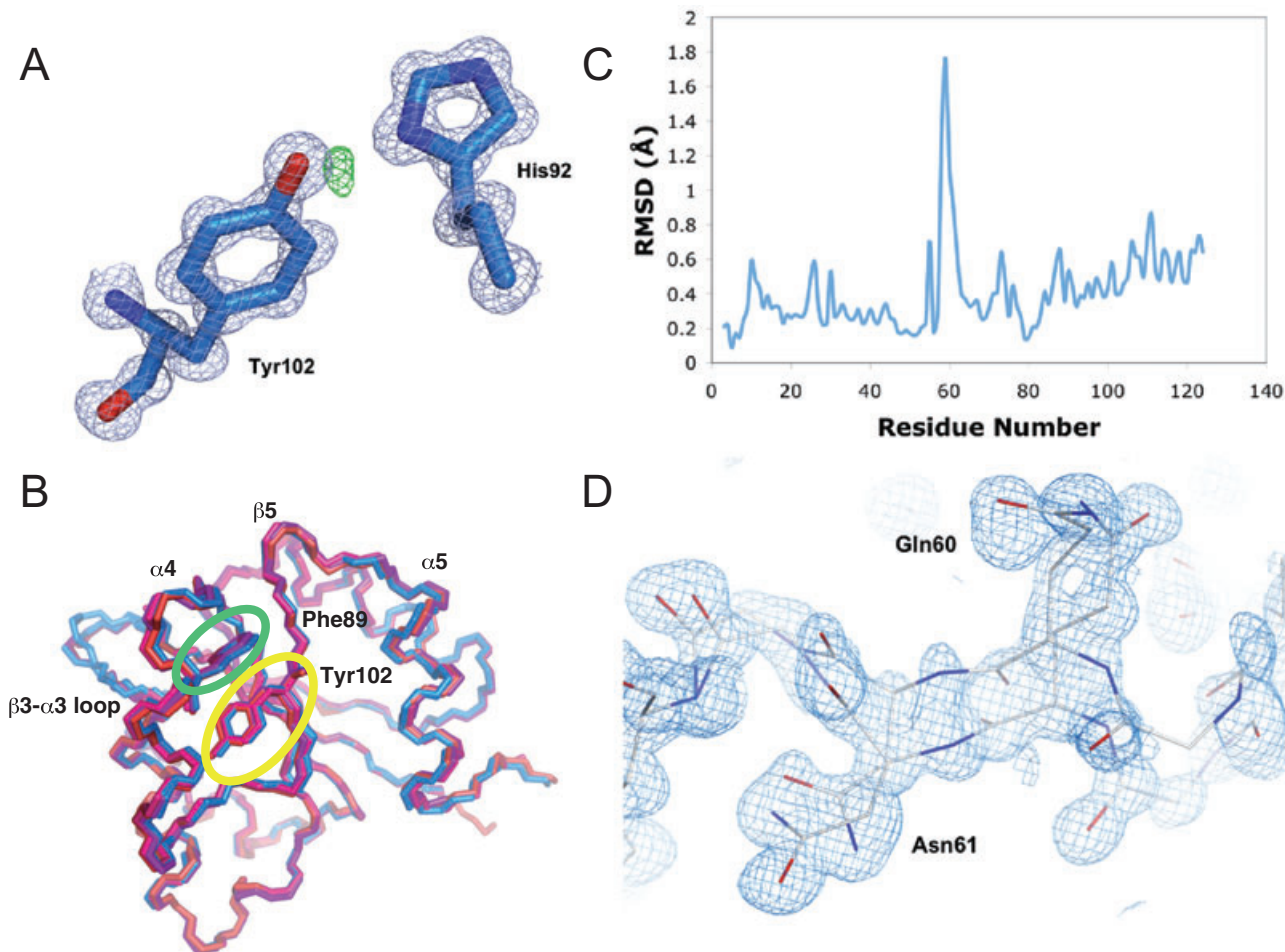 A
His92
Tyr102
C
2
1.8
1.6
1.4
1.2
1
0.8
0.6
0.4
0.2
0
RMSD (Å)
0 20 40 60 80 100 120 140
Residue Number
B
β5
α4
α5
Phe89
Tyr102
β3-α3 loop
D
Gln60
Asn61